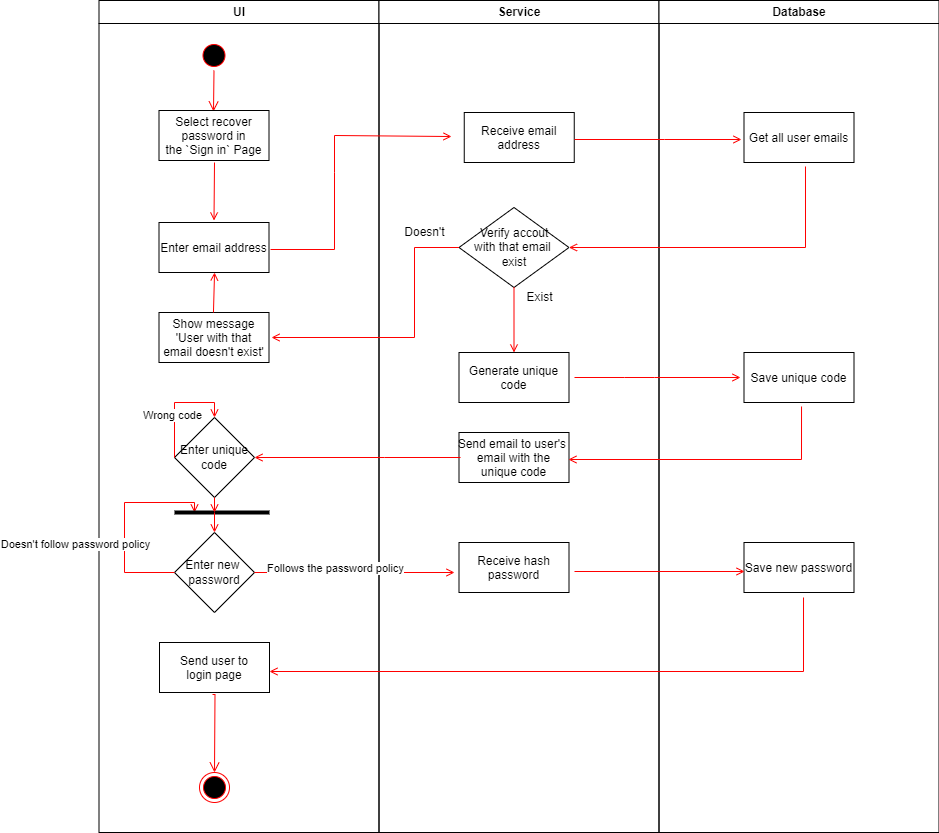 UI
Service
Database
Select recover
password in
the `Sign in` Page
Receive email
address
Get all user emails
Enter email address
Doesn't
Verify accout
with that email
exist
Exist
Show message
'User with that
email doesn't exist'
Generate unique
code
Save unique code
Wrong code
Enter unique
code
Send email to user's
email with the
unique code
Doesn't follow password policy
Enter new
password
Follows the password policy
Receive hash
password
Save new password
Send user to
login page